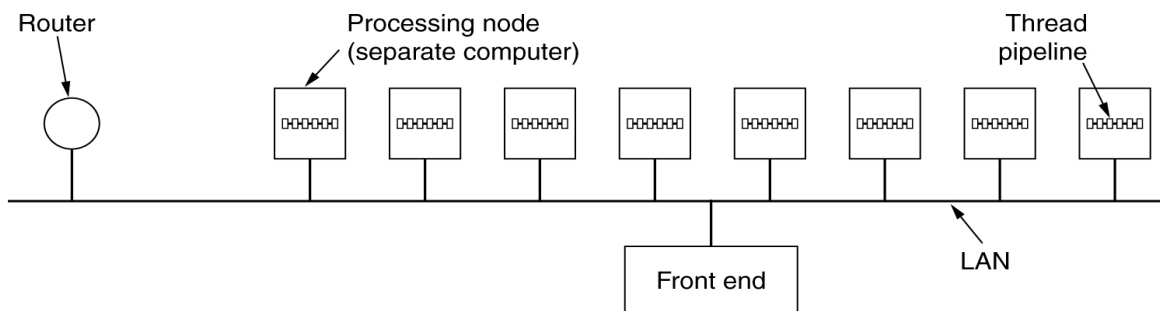 Router
Processing node
(separate computer)
Thread
pipeline
LAN
Front end